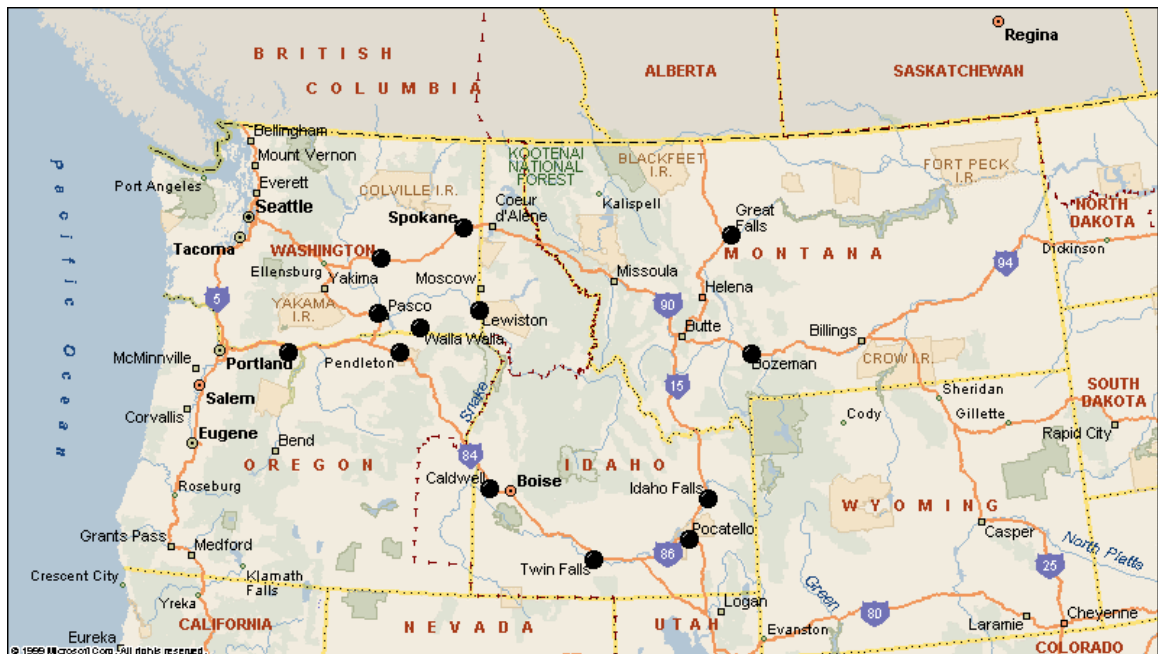 Regina
BRITISH
COLUMBIA
ALBERTA
SASKATCHEWAN
Bellingham
Mount Vernon
KOOTENAI
NATIONAL
FOREST
BLACKFEET
I.R.
FORT PECK
I.R.
Port Angeles
Everett
COLVILLE I.R.
Coeur
d'Alene
Kalispell
Seattle
Spokane
Great
Falls
NORTH
DAKOTA
Pacific Ocean
Tacoma
WASHINGTON
MONTANA
Dickinson
Ellensburg
Yakima
Moscow
Missoula
94
5
YAKAMA
I.R.
Pasco
Lewiston
Helena
90
Walla Walla
Butte
Billings
McMinnville
Portland
Pendleton
Bozeman
CROW I.R.
Salem
15
Sheridan
SOUTH
DAKOTA
Snake
Corvallis
Cody
Gillette
Eugene
Bend
Rapid City
84
OREGON
IDAHO
Caldwell
Boise
Idaho Falls
Roseburg
WYOMING
Grants Pass
Medford
Pocatello
Casper
86
North Platte
Twin Falls
25
Crescent City
Klamath
Falls
Green
Yreka
Logan
80
CALIFORNIA
NEVADA
UTAH
Laramie
Cheyenne
Eureka
Evanston
COLORADO
© 1999 Microsoft Corp. All rights reserved.